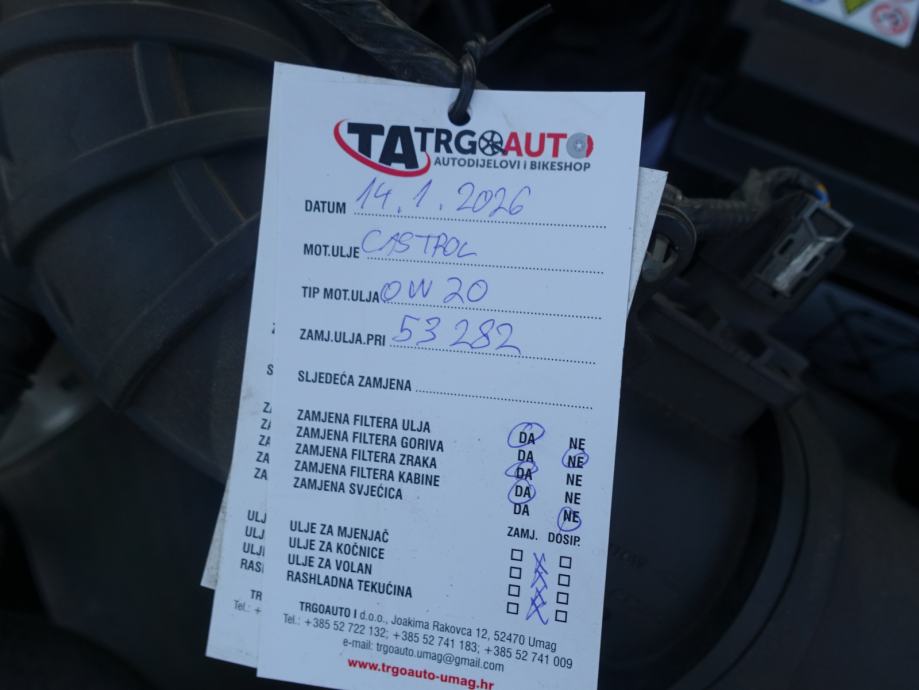 TA TRGOAUTO
AUTODIJELOVI i BIKESHOP
DATUM 14.1.2026
MOT.ULJE CASTROL
TIP MOT.ULJA 0W20
ZAMJ.ULJA.PRI 53 282
SLJEDEĆA ZAMJENA
ZAMJENA FILTERA ULJA DA NE
ZAMJENA FILTERA GORIVA DA NE
ZAMJENA FILTERA ZRAKA DA NE
ZAMJENA FILTERA KABINE DA NE
ZAMJENA SVJEĆICA DA NE
ZAMJ. DOSIP.
ULJE ZA MJENJAČ
ULJE ZA KOČNICE
ULJE ZA VOLAN
RASHLADNA TEKUĆINA
TRGOAUTO I d.o.o., Joakima Rakovca 12, 52470 Umag
Tel.: +385 52 722 132; +385 52 741 183; +385 52 741 009
e-mail: trgoauto.umag@gmail.com
www.trgoauto-umag.hr